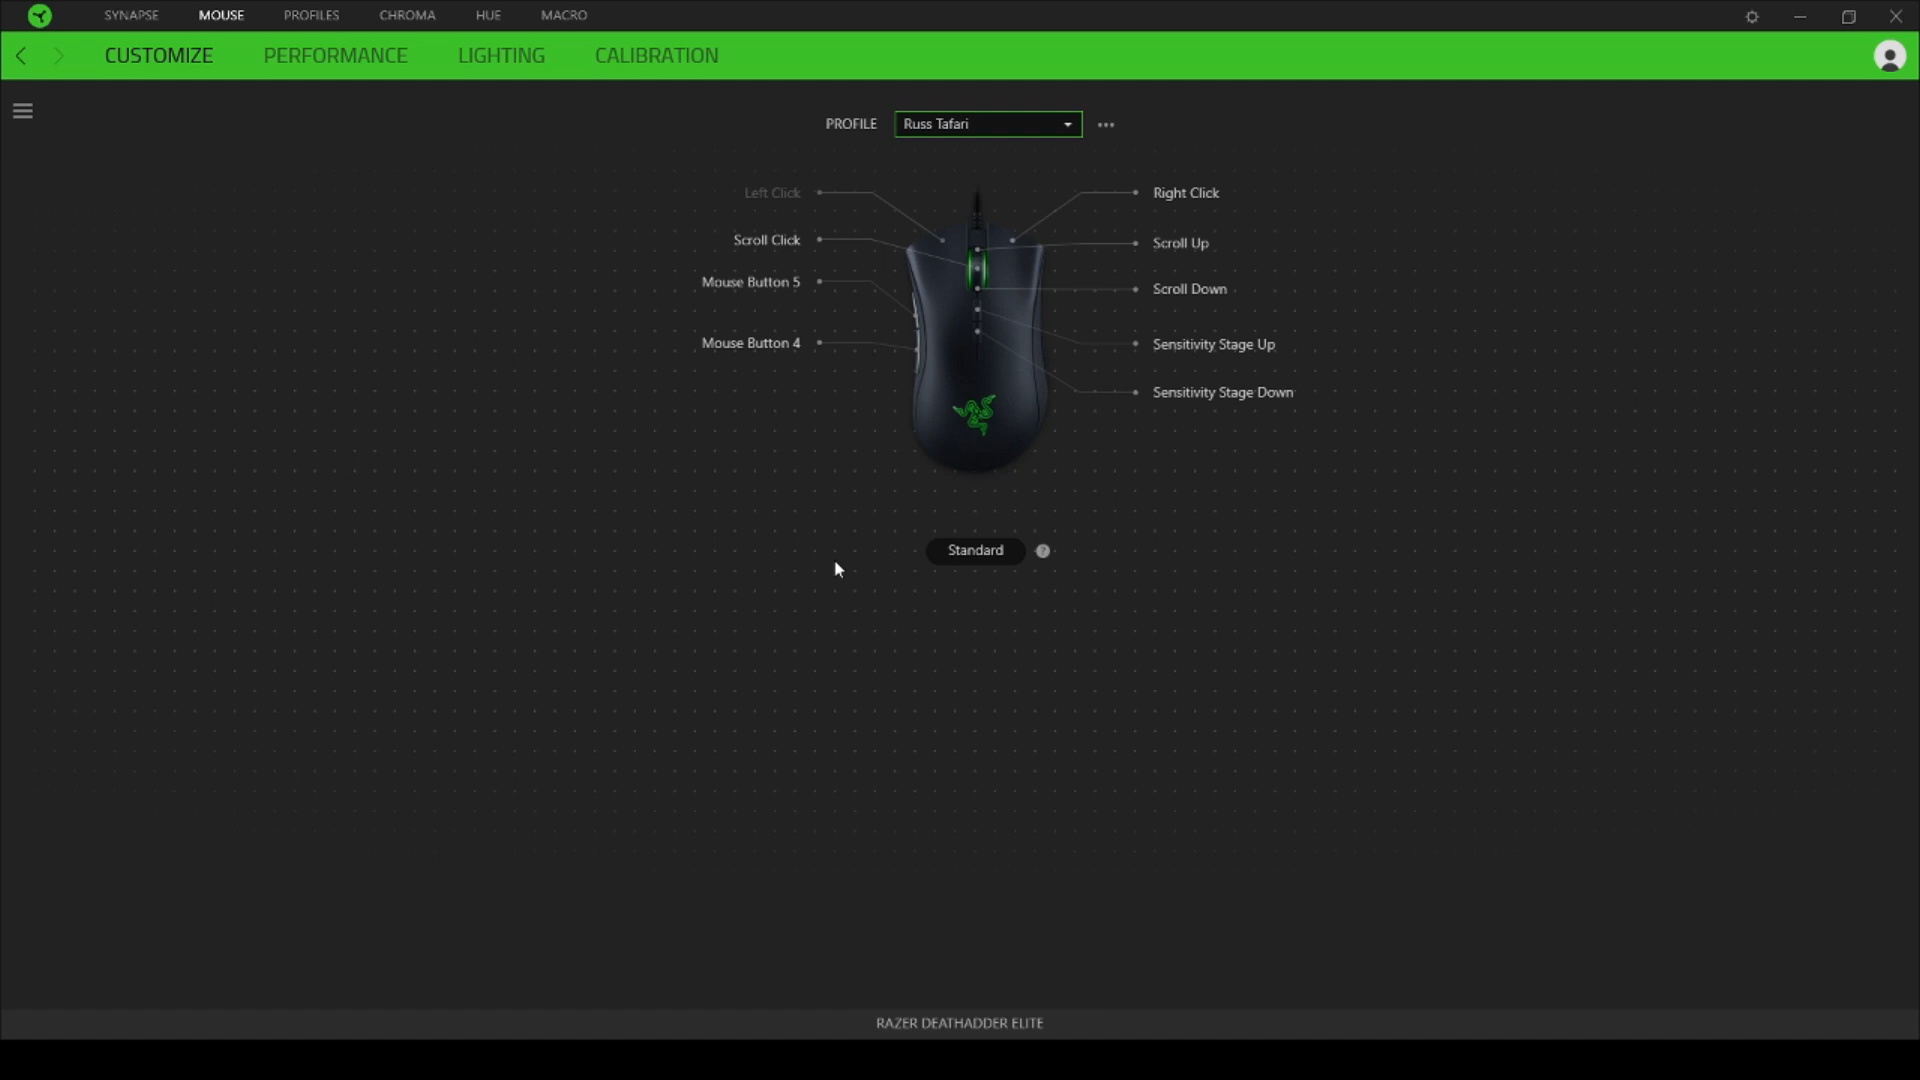 SYNAPSE MOUSE PROFILES CHROMA HUE MACRO
CUSTOMIZE PERFORMANCE LIGHTING CALIBRATION
PROFILE Russ Tafari
Left Click
Right Click
Scroll Click
Scroll Up
Mouse Button 5
Scroll Down
Mouse Button 4
Sensitivity Stage Up
Sensitivity Stage Down
Standard ?
RAZER DEATHADDER ELITE